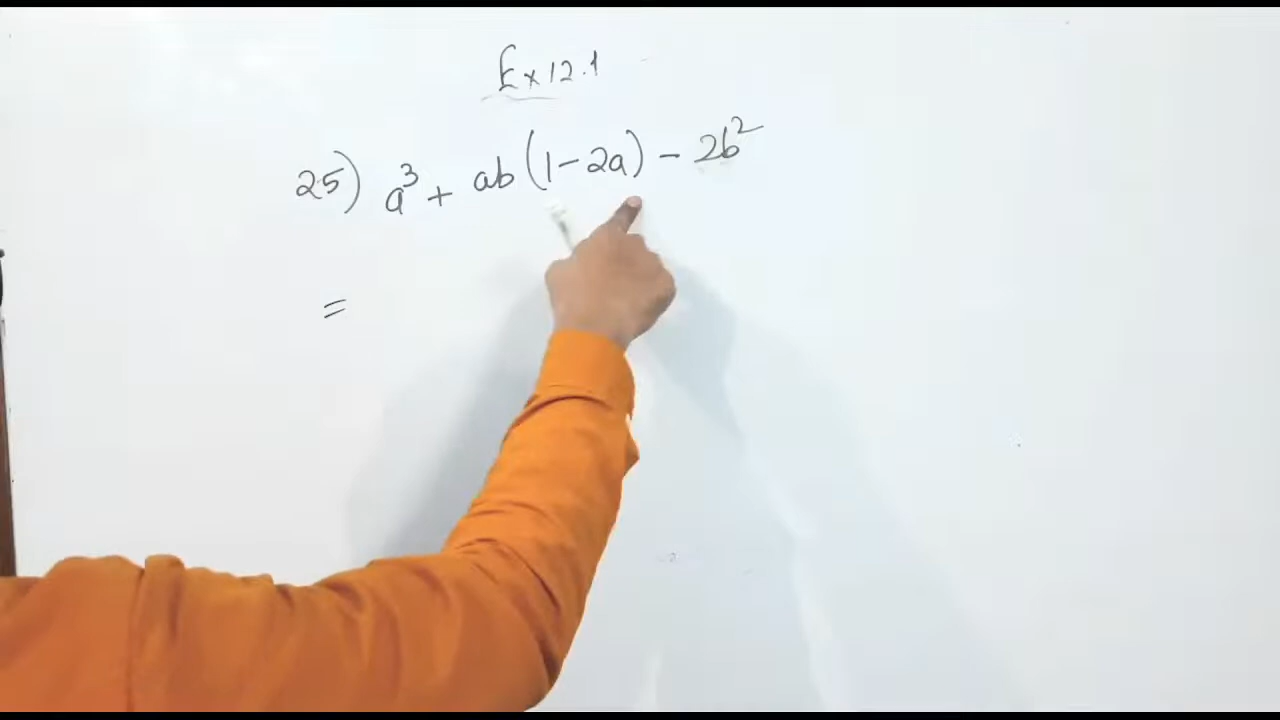 Ex 12.1
25) a³ + ab (1 - 2a) - 2b²
=